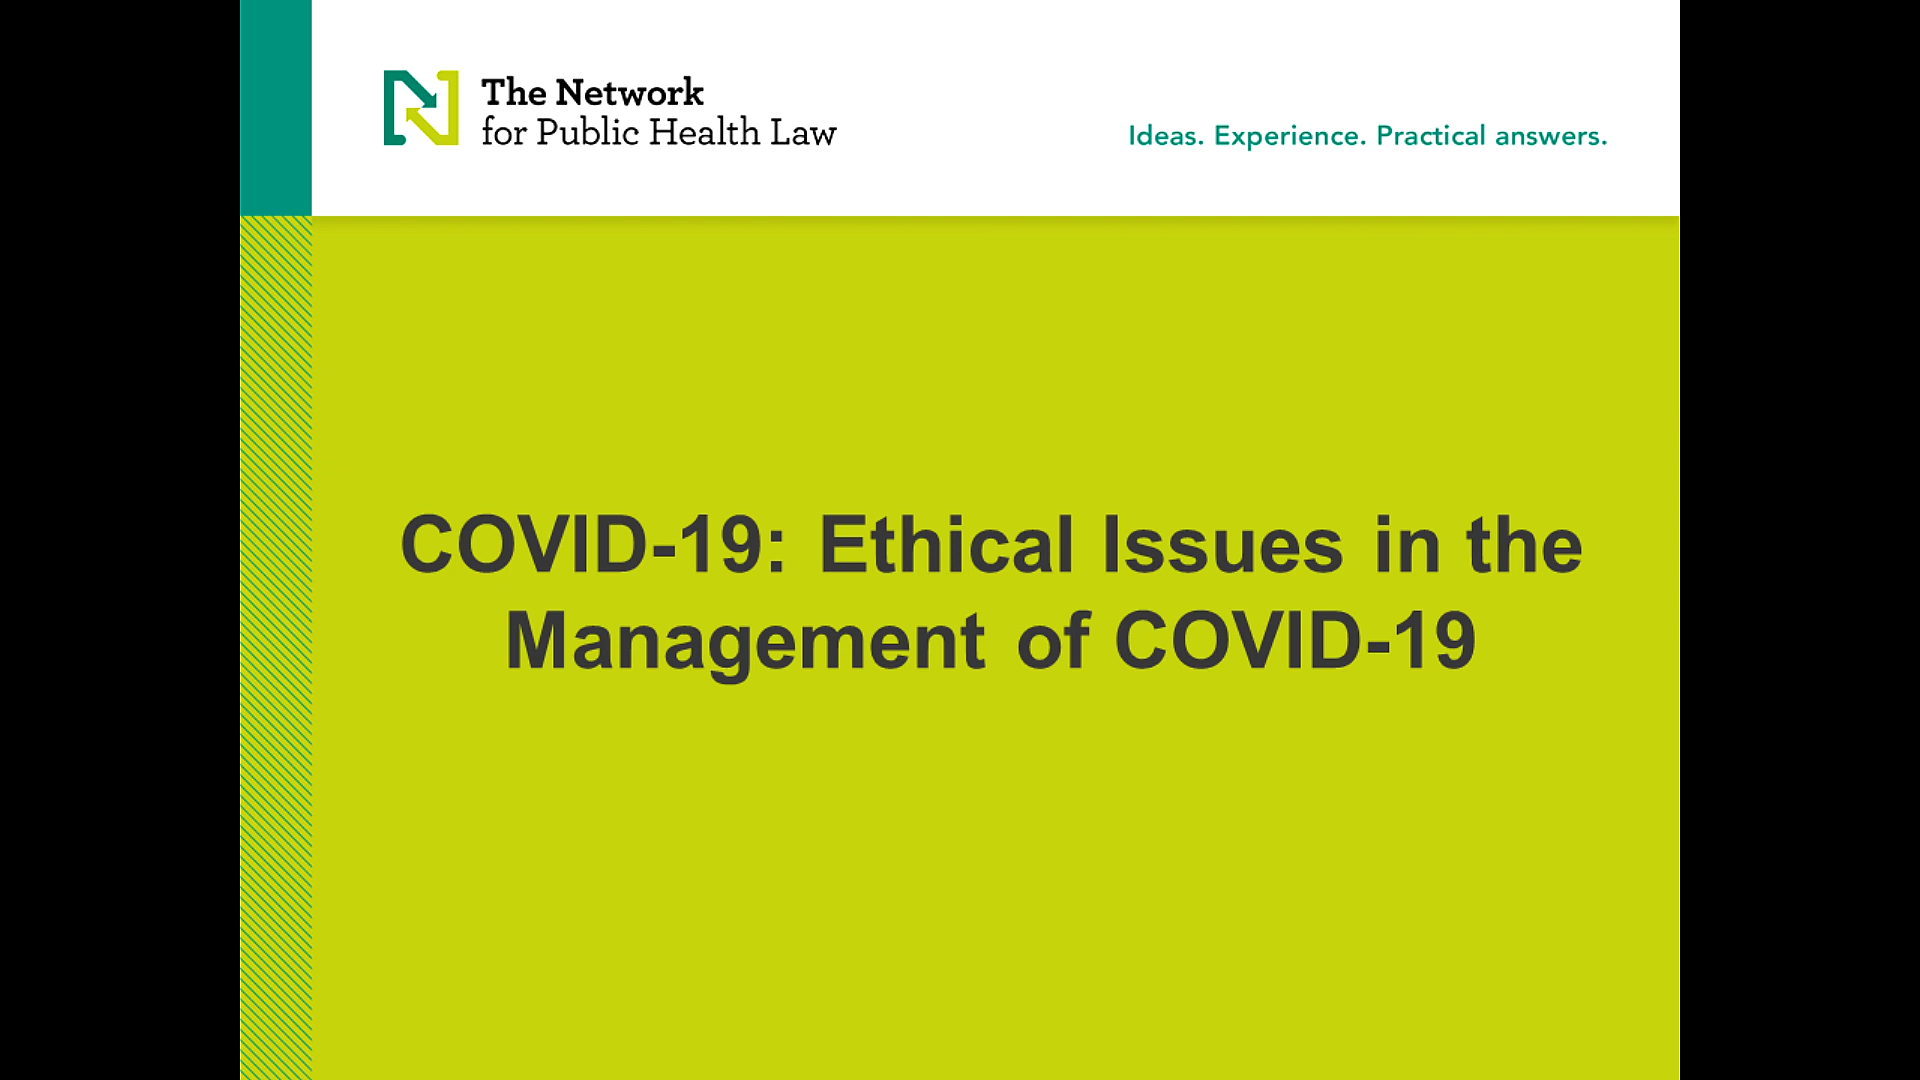 The Network
for Public Health Law
Ideas. Experience. Practical answers.
COVID-19: Ethical Issues in the
Management of COVID-19